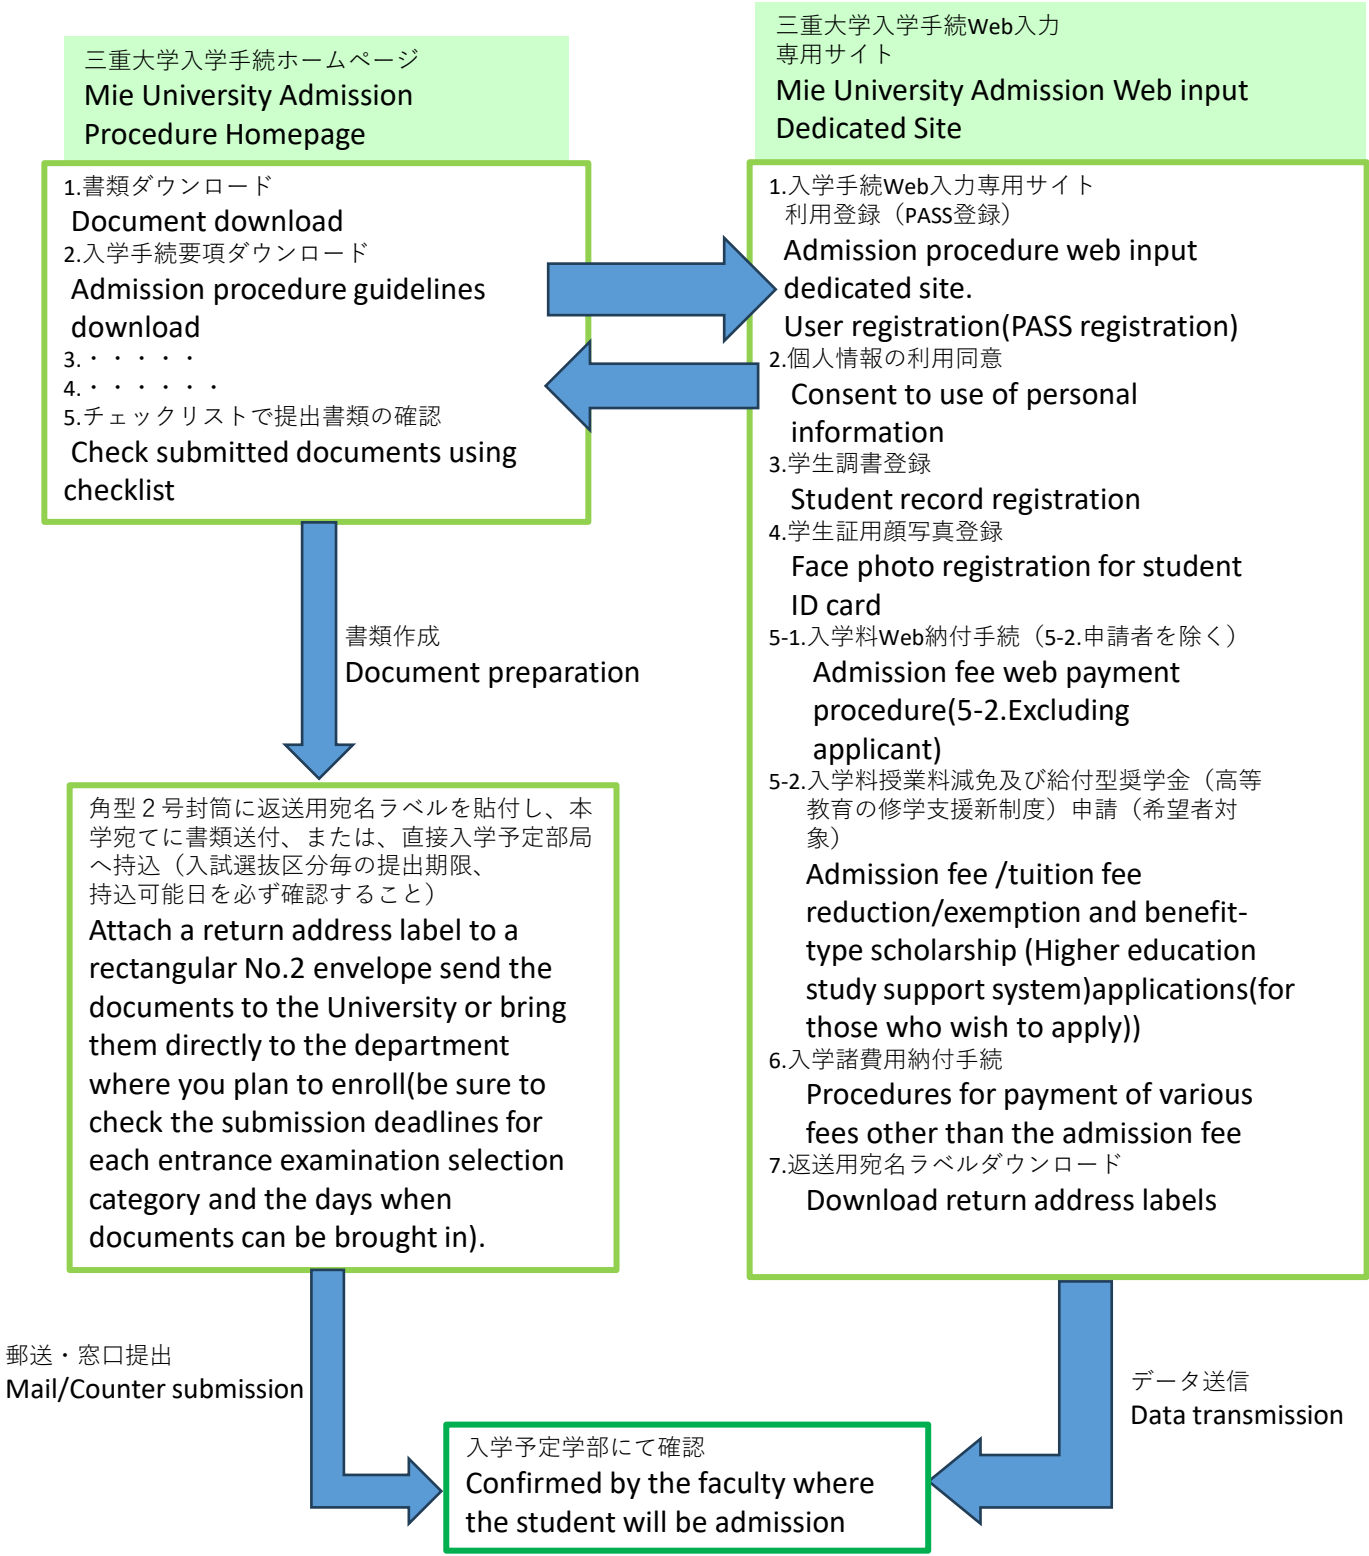 三重大学入学手続ホームページ
Mie University Admission
Procedure Homepage
1.書類ダウンロード
Document download
2.入学手続要項ダウンロード
Admission procedure guidelines
download
3.・・・・・
4.・・・・・・
5.チェックリストで提出書類の確認
Check submitted documents using
checklist
三重大学入学手続Web入力
専用サイト
Mie University Admission Web input
Dedicated Site
1.入学手続Web入力専用サイト
利用登録（PASS登録）
Admission procedure web input
dedicated site.
User registration(PASS registration)
2.個人情報の利用同意
Consent to use of personal
information
3.学生調書登録
Student record registration
4.学生証用顔写真登録
Face photo registration for student
ID card
5-1.入学料Web納付手続（5-2.申請者を除く）
Admission fee web payment
procedure(5-2.Excluding
applicant)
5-2.入学料授業料減免及び給付型奨学金（高等
教育の修学支援新制度）申請（希望者対
象）
Admission fee /tuition fee
reduction/exemption and benefit-
type scholarship (Higher education
study support system)applications(for
those who wish to apply))
6.入学諸費用納付手続
Procedures for payment of various
fees other than the admission fee
7.返送用宛名ラベルダウンロード
Download return address labels
書類作成
Document preparation
角型２号封筒に返送用宛名ラベルを貼付し、本
学宛てに書類送付、または、直接入学予定部局
へ持込（入試選抜区分毎の提出期限、
持込可能日を必ず確認すること）
Attach a return address label to a
rectangular No.2 envelope send the
documents to the University or bring
them directly to the department
where you plan to enroll(be sure to
check the submission deadlines for
each entrance examination selection
category and the days when
documents can be brought in).
郵送・窓口提出
Mail/Counter submission
データ送信
Data transmission
入学予定学部にて確認
Confirmed by the faculty where
the student will be admission